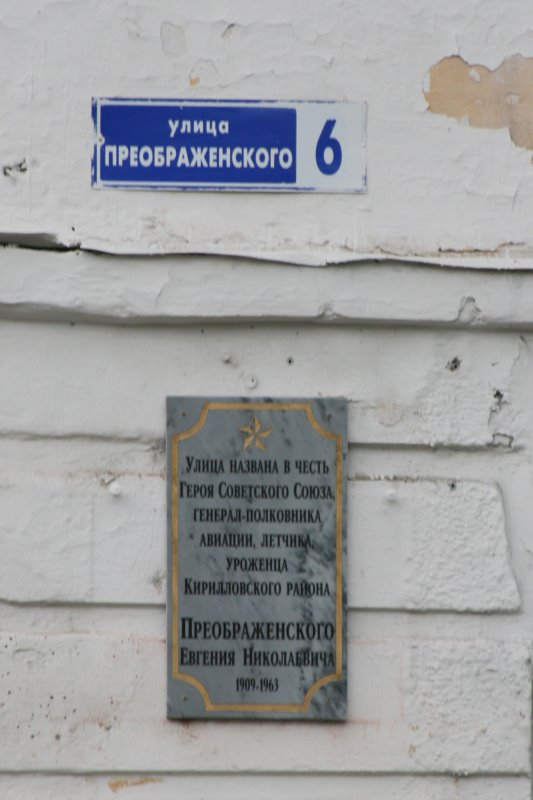 улица
ПРЕОБРАЖЕНСКОГО 6
Улица названа в честь
Героя Советского Союза,
генерал-полковника
авиации, летчика,
уроженца
Кирилловского района
Преображенского
Евгения Николаевича
1909-1963